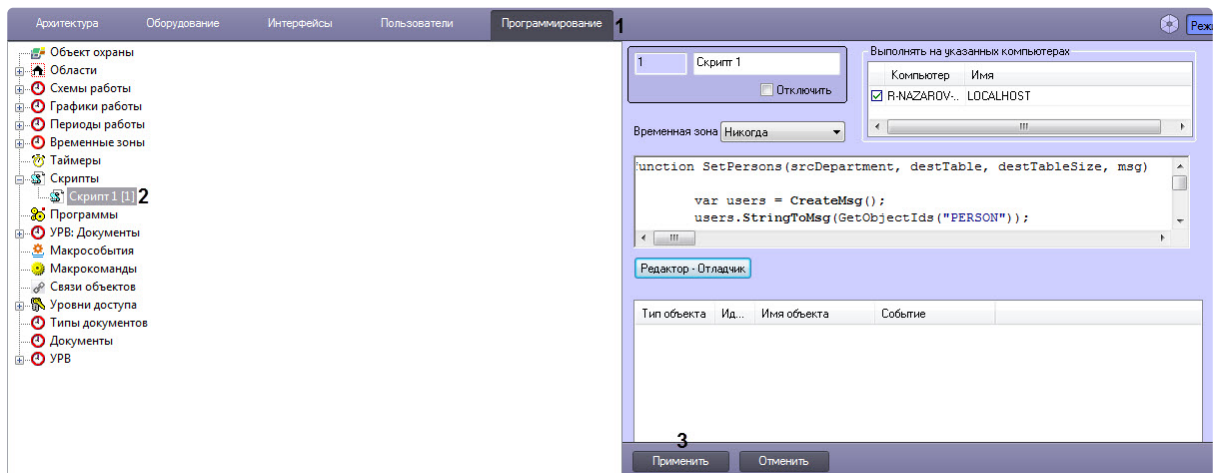 Архитектура Оборудование Интерфейсы Пользователи Программирование 1 Реж
Объект охраны
Области
Схемы работы
Графики работы
Периоды работы
Временные зоны
Таймеры
Скрипты
Скрипт 1 [1] 2
Программы
УРВ: Документы
Макрособытия
Макрокоманды
Связи объектов
Уровни доступа
Типы документов
Документы
УРВ
1 Скрипт 1
Отключить
Выполнять на указанных компьютерах
Компьютер Имя
R-NAZAROV-.. LOCALHOST
Временная зона Никогда
function SetPersons(srcDepartment, destTable, destTableSize, msg)
var users = CreateMsg();
users.StringToMsg(GetObjectIds("PERSON"));
Редактор - Отладчик
Тип объекта Ид... Имя объекта Событие
3
Применить Отменить